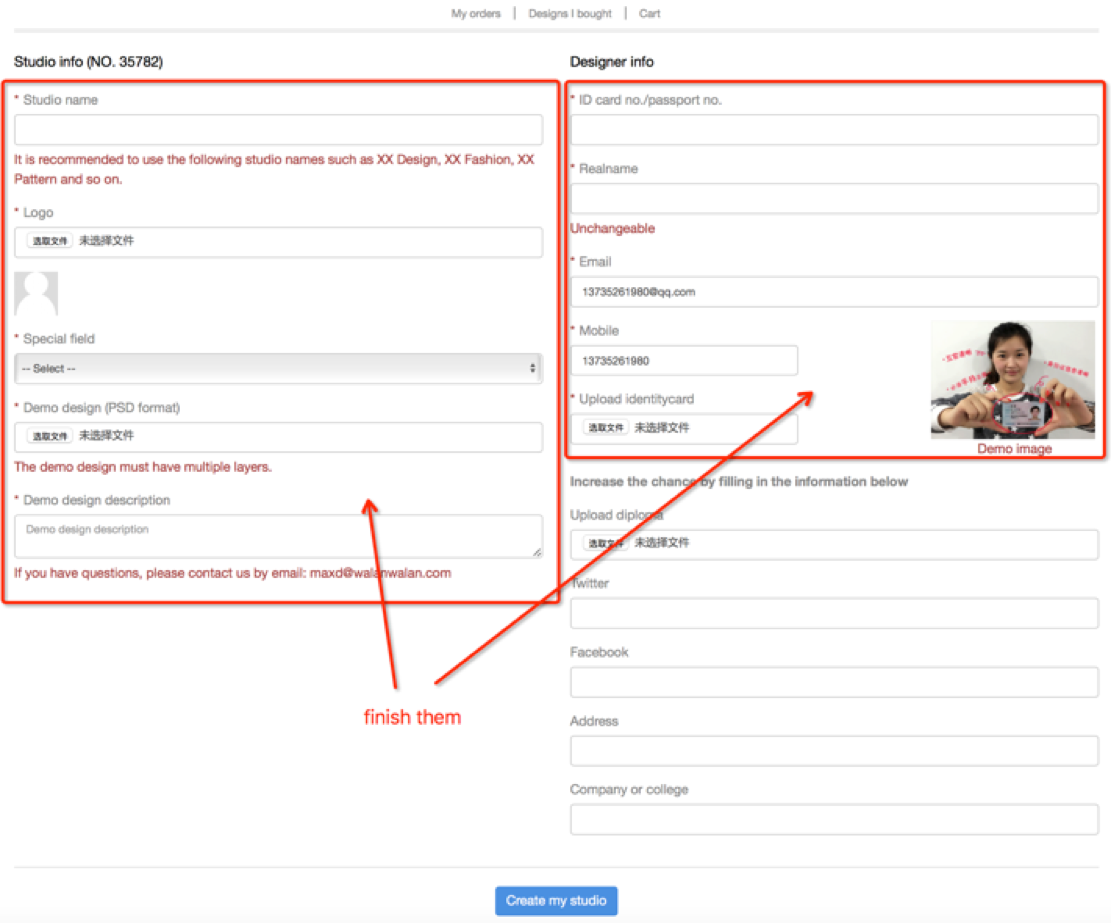 My orders | Designs I bought | Cart
Studio info (NO. 35782)
* Studio name
It is recommended to use the following studio names such as XX Design, XX Fashion, XX
Pattern and so on.
* Logo
选取文件 未选择文件
* Special field
-- Select --
* Demo design (PSD format)
选取文件 未选择文件
The demo design must have multiple layers.
* Demo design description
Demo design description
If you have questions, please contact us by email: maxd@walanwalan.com
finish them
Designer info
* ID card no./passport no.
* Realname
Unchangeable
* Email
13735261980@qq.com
* Mobile
13735261980
* Upload identitycard
选取文件 未选择文件
Demo image
Increase the chance by filling in the information below
Upload diploma
选取文件 未选择文件
Twitter
Facebook
Address
Company or college
Create my studio